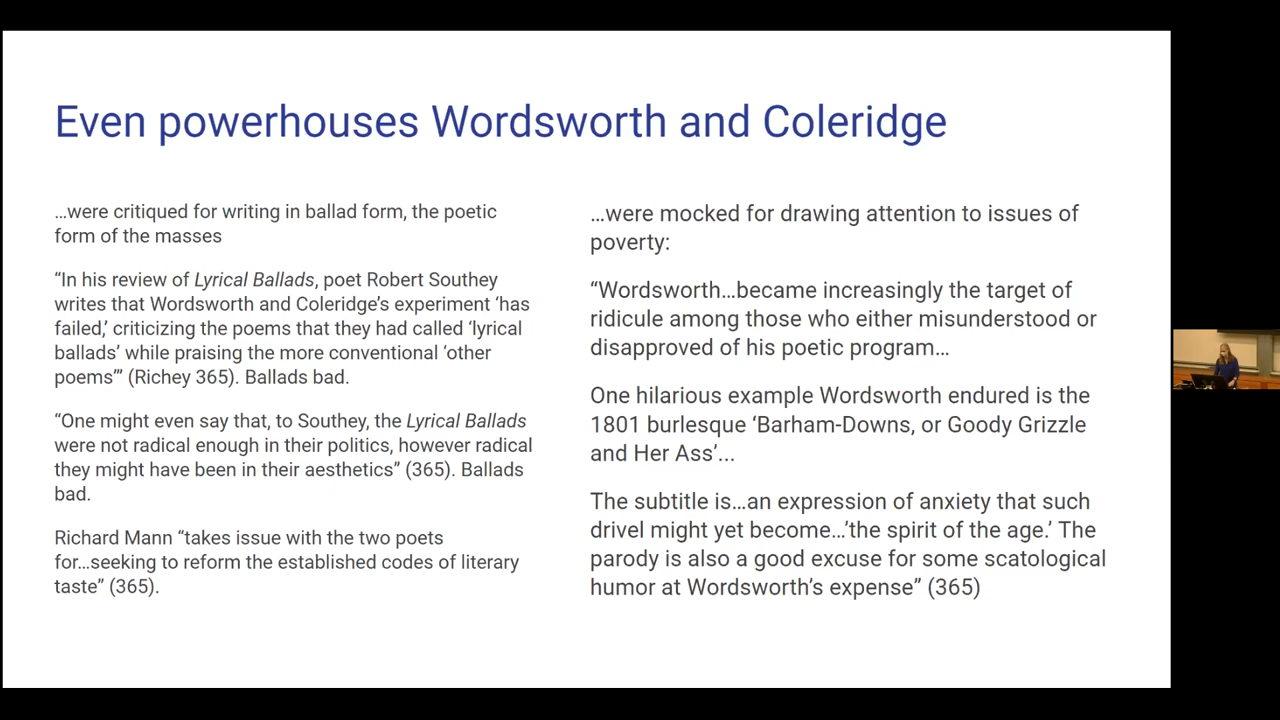 Even powerhouses Wordsworth and Coleridge
…were critiqued for writing in ballad form, the poetic
form of the masses
“In his review of Lyrical Ballads, poet Robert Southey
writes that Wordsworth and Coleridge’s experiment ‘has
failed,’ criticizing the poems that they had called ‘lyrical
ballads’ while praising the more conventional ‘other
poems’” (Richey 365). Ballads bad.
“One might even say that, to Southey, the Lyrical Ballads
were not radical enough in their politics, however radical
they might have been in their aesthetics” (365). Ballads
bad.
Richard Mann “takes issue with the two poets
for…seeking to reform the established codes of literary
taste” (365).
…were mocked for drawing attention to issues of
poverty:
“Wordsworth…became increasingly the target of
ridicule among those who either misunderstood or
disapproved of his poetic program…
One hilarious example Wordsworth endured is the
1801 burlesque ‘Barham-Downs, or Goody Grizzle
and Her Ass’...
The subtitle is…an expression of anxiety that such
drivel might yet become…’the spirit of the age.’ The
parody is also a good excuse for some scatological
humor at Wordsworth’s expense” (365)